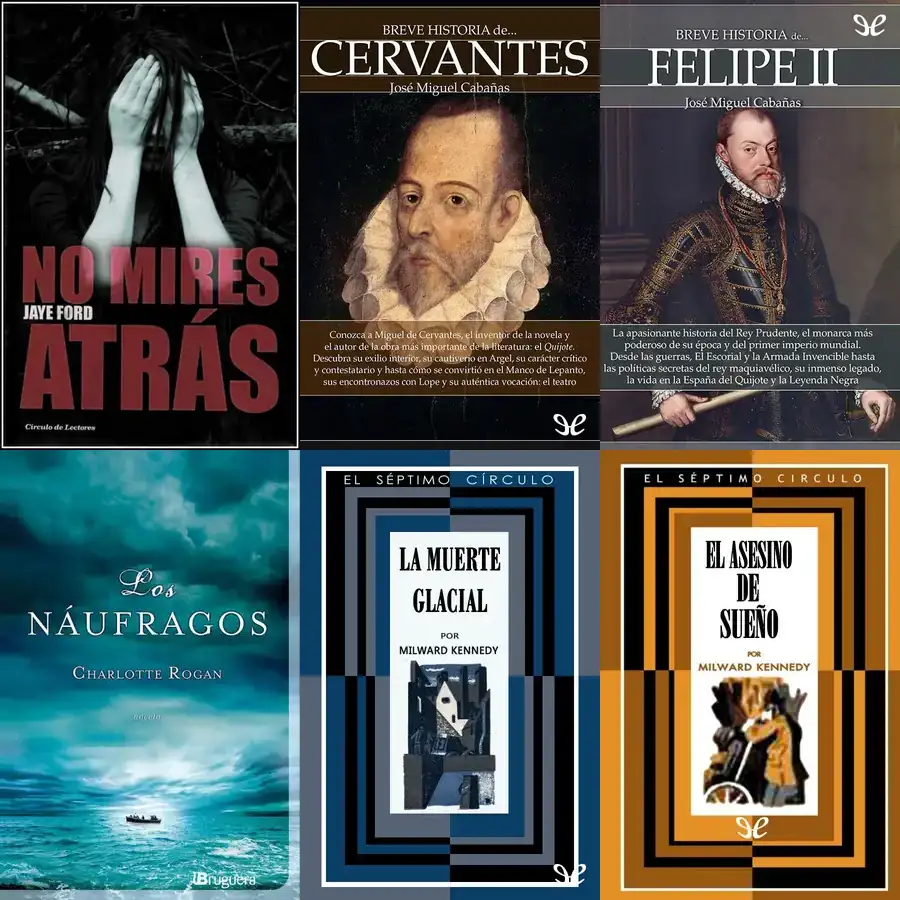 NO MIRES
JAYE FORD
ATRÁS
Círculo de Lectores
BREVE HISTORIA de...
CERVANTES
José Miguel Cabañas
Conozca a Miguel de Cervantes, el inventor de la novela y
el autor de la obra más importante de la literatura: el Quijote.
Descubra su exilio interior, su cautiverio en Argel, su carácter crítico
y contestatario y hasta cómo se convirtió en el Manco de Lepanto,
sus encontronazos con Lope y su auténtica vocación: el teatro
BREVE HISTORIA de...
FELIPE II
José Miguel Cabañas
La apasionante historia del Rey Prudente, el monarca más
poderoso de su época y del primer imperio mundial.
Desde las guerras, El Escorial y la Armada Invencible hasta
las políticas secretas del rey maquiavélico, su inmenso legado,
la vida en la España del Quijote y la Leyenda Negra
Los
NÁUFRAGOS
CHARLOTTE ROGAN
novela
Bruguera
EL SÉPTIMO CÍRCULO
LA MUERTE
GLACIAL
POR
MILWARD KENNEDY
EL SÉPTIMO CIRCULO
EL ASESINO
DE
SUEÑO
POR
MILWARD KENNEDY